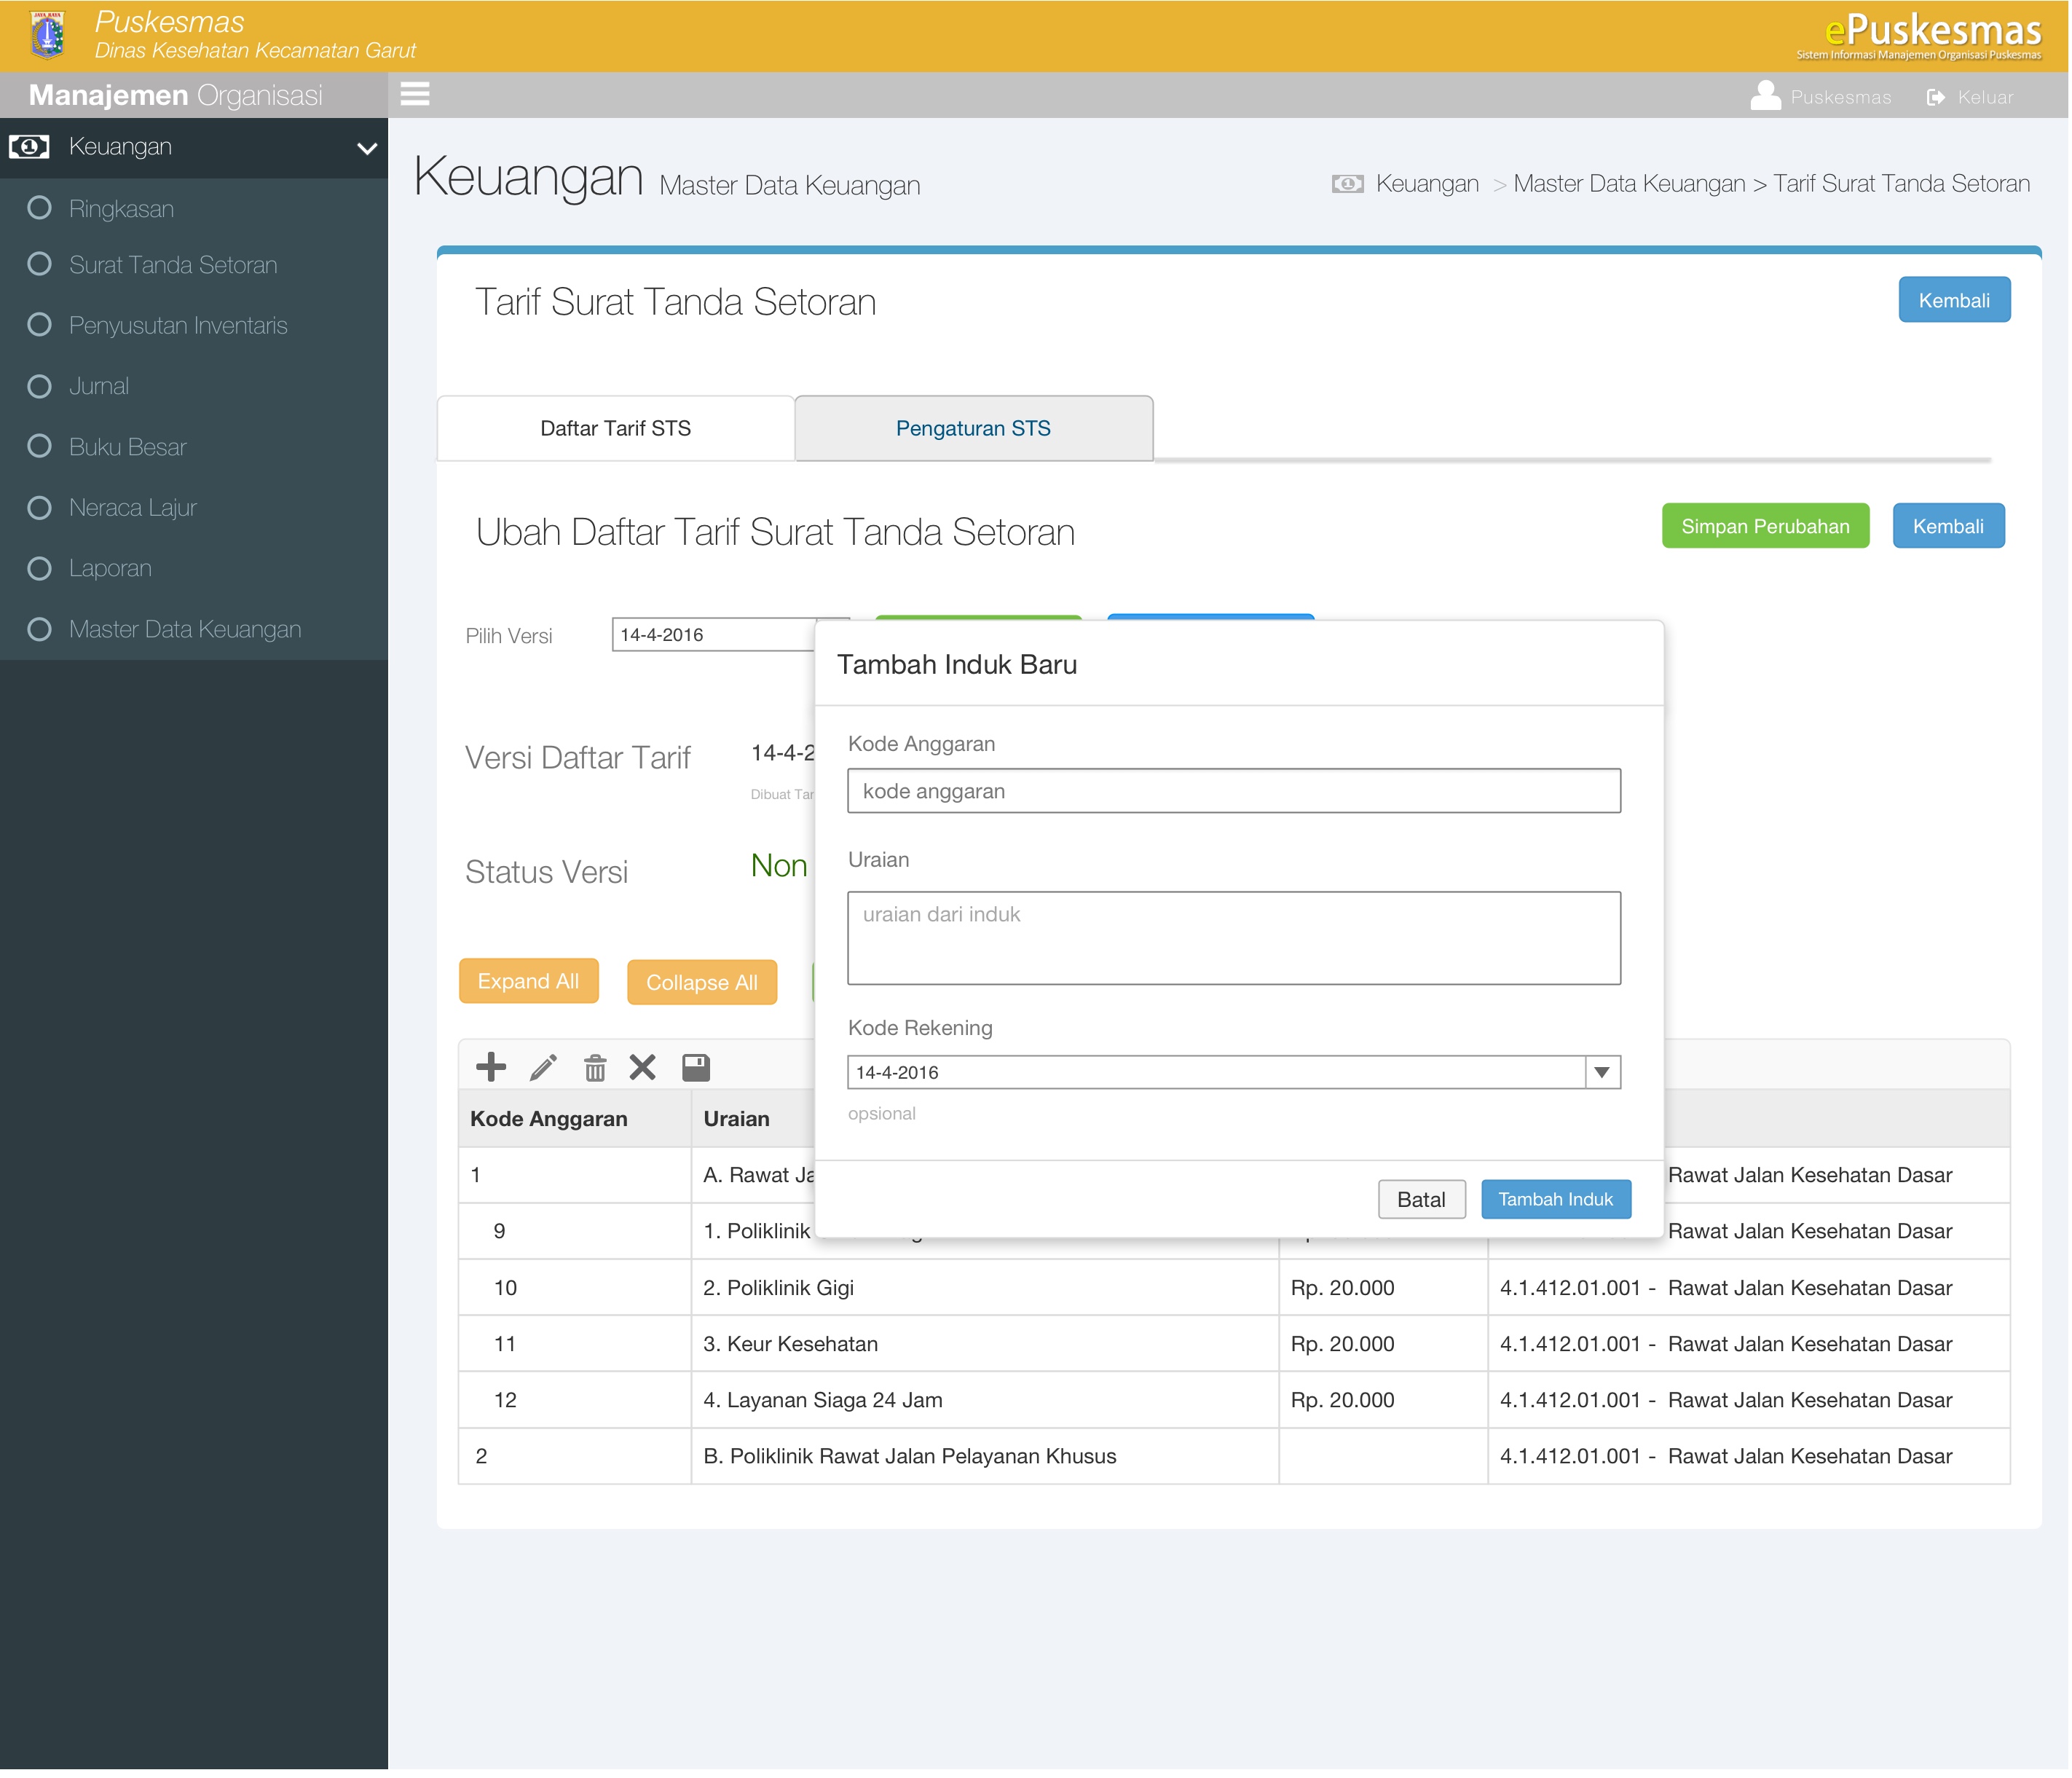 Puskesmas
Dinas Kesehatan Kecamatan Garut
ePuskesmas
Sistem Informasi Manajemen Organisasi Puskesmas
Manajemen Organisasi
Puskesmas
Keluar
Keuangan
Ringkasan
Surat Tanda Setoran
Penyusutan Inventaris
Jurnal
Buku Besar
Neraca Lajur
Laporan
Master Data Keuangan
Keuangan Master Data Keuangan
Keuangan > Master Data Keuangan > Tarif Surat Tanda Setoran
Tarif Surat Tanda Setoran
Kembali
Daftar Tarif STS
Pengaturan STS
Ubah Daftar Tarif Surat Tanda Setoran
Simpan Perubahan
Kembali
Pilih Versi
14-4-2016
Versi Daftar Tarif
14-4-2
Dibuat Tan
Status Versi
Non
Expand All
Collapse All
Tambah Induk Baru
Kode Anggaran
kode anggaran
Uraian
uraian dari induk
Kode Rekening
14-4-2016
opsional
Batal
Tambah Induk
Kode Anggaran Uraian
1 A. Rawat Ja Rawat Jalan Kesehatan Dasar
9 1. Poliklinik Rawat Jalan Kesehatan Dasar
10 2. Poliklinik Gigi Rp. 20.000 4.1.412.01.001 - Rawat Jalan Kesehatan Dasar
11 3. Keur Kesehatan Rp. 20.000 4.1.412.01.001 - Rawat Jalan Kesehatan Dasar
12 4. Layanan Siaga 24 Jam Rp. 20.000 4.1.412.01.001 - Rawat Jalan Kesehatan Dasar
2 B. Poliklinik Rawat Jalan Pelayanan Khusus 4.1.412.01.001 - Rawat Jalan Kesehatan Dasar